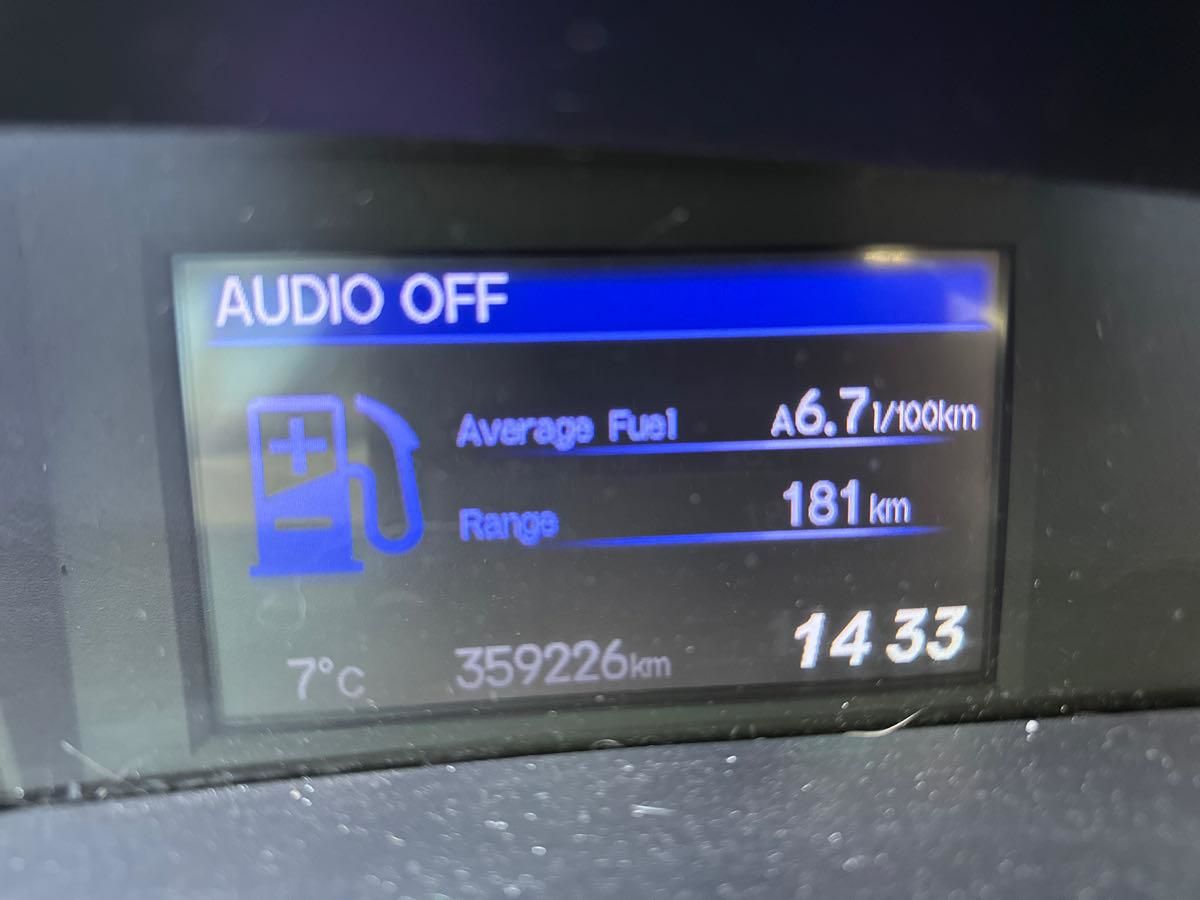 AUDIO OFF
Average Fuel A6.7 l/100km
Range 181 km
7°C 359226km 14 33